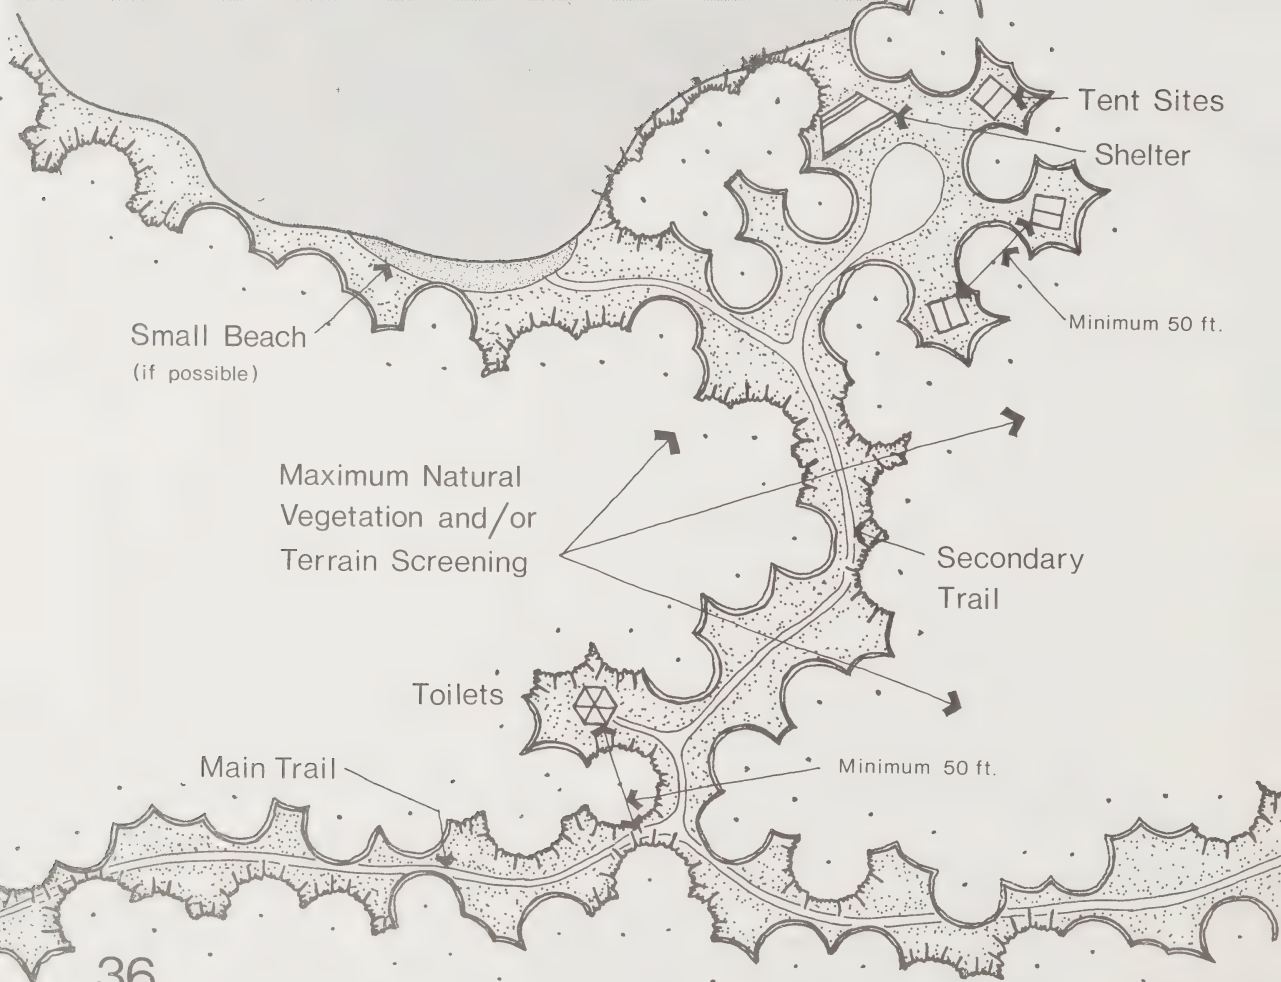 Tent Sites
Shelter
Minimum 50 ft.
Small Beach
(if possible)
Maximum Natural
Vegetation and/or
Terrain Screening
Secondary
Trail
Toilets
Main Trail
Minimum 50 ft.
36